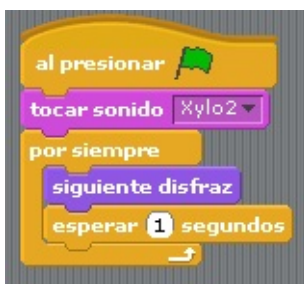 al presionar
tocar sonido Xylo2
por siempre
siguiente disfraz
esperar 1 segundos